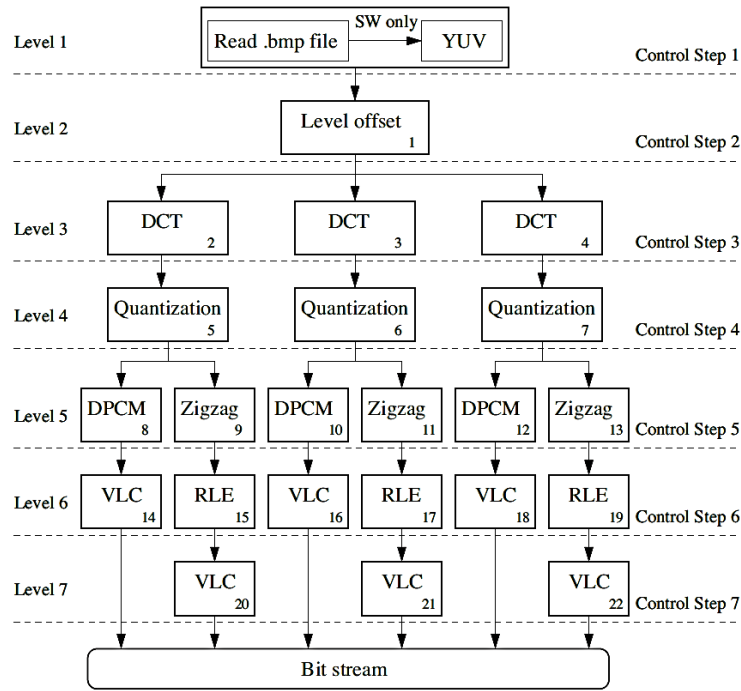 SW only
Level 1
Read .bmp file
YUV
Control Step 1
Level 2
Level offset
1
Control Step 2
Level 3
DCT
2
DCT
3
DCT
4
Control Step 3
Level 4
Quantization
5
Quantization
6
Quantization
7
Control Step 4
Level 5
DPCM
8
Zigzag
9
DPCM
10
Zigzag
11
DPCM
12
Zigzag
13
Control Step 5
Level 6
VLC
14
RLE
15
VLC
16
RLE
17
VLC
18
RLE
19
Control Step 6
Level 7
VLC
20
VLC
21
VLC
22
Control Step 7
Bit stream